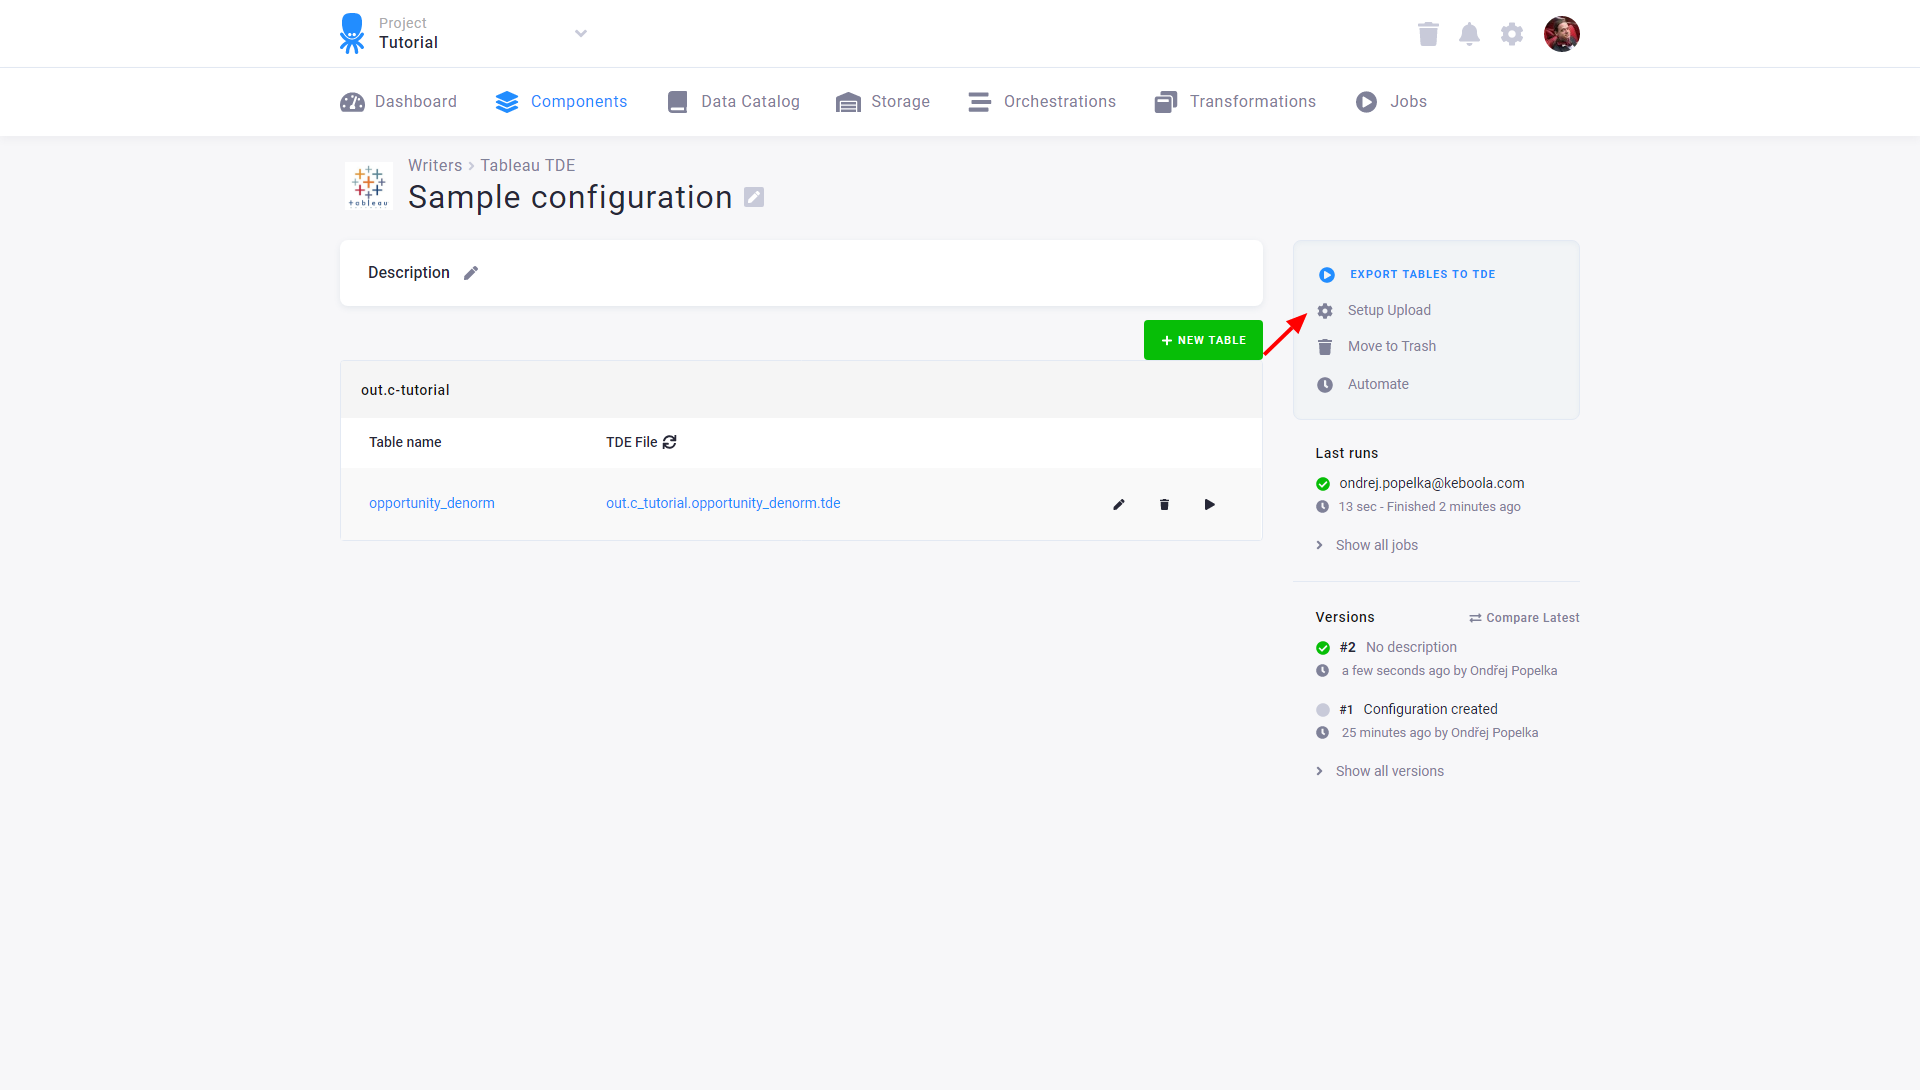 Project
Tutorial
Dashboard
Components
Data Catalog
Storage
Orchestrations
Transformations
Jobs
Writers › Tableau TDE
tableau
Sample configuration
Description
NEW TABLE
out.c-tutorial
Table name
TDE File
opportunity_denorm
out.c_tutorial.opportunity_denorm.tde
EXPORT TABLES TO TDE
Setup Upload
Move to Trash
Automate
Last runs
ondrej.popelka@keboola.com
13 sec - Finished 2 minutes ago
Show all jobs
Versions
Compare Latest
#2 No description
a few seconds ago by Ondřej Popelka
#1 Configuration created
25 minutes ago by Ondřej Popelka
Show all versions